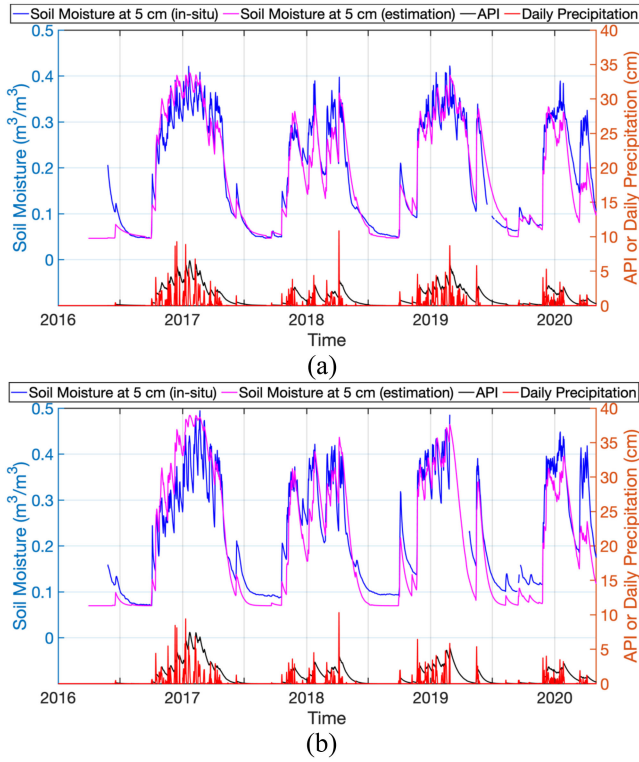 Soil Moisture at 5 cm (in-situ) Soil Moisture at 5 cm (estimation) API Daily Precipitation
0.5
0.4
0.3
0.2
0.1
0
Soil Moisture (m³/m³)
40
35
30
25
20
15
10
5
0
API or Daily Precipitation (cm)
2016 2017 2018 2019 2020
Time
(a)
Soil Moisture at 5 cm (in-situ) Soil Moisture at 5 cm (estimation) API Daily Precipitation
0.5
0.4
0.3
0.2
0.1
0
Soil Moisture (m³/m³)
40
35
30
25
20
15
10
5
0
API or Daily Precipitation (cm)
2016 2017 2018 2019 2020
Time
(b)